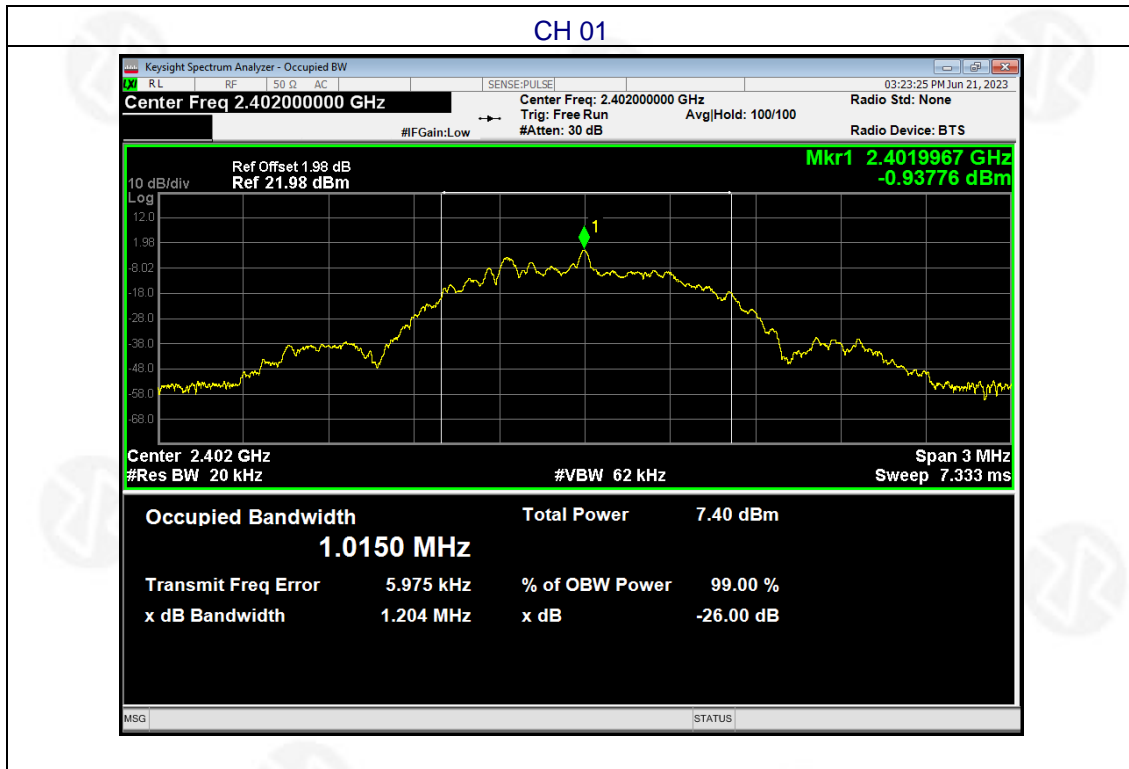 CH 01
Keysight Spectrum Analyzer - Occupied BW
LXI RL RF 50 Ω AC SENSE:PULSE 03:23:25 PM Jun 21, 2023
Center Freq 2.402000000 GHz Center Freq: 2.402000000 GHz Radio Std: None
Trig: Free Run Avg|Hold: 100/100
#IFGain:Low #Atten: 30 dB Radio Device: BTS
Mkr1 2.4019967 GHz
Ref Offset 1.98 dB
10 dB/div Ref 21.98 dBm -0.93776 dBm
Log
12.0
1
1.98
-8.02
-18.0
-28.0
-38.0
-48.0
-58.0
-68.0
Center 2.402 GHz Span 3 MHz
#Res BW 20 kHz #VBW 62 kHz Sweep 7.333 ms
Occupied Bandwidth Total Power 7.40 dBm
1.0150 MHz
Transmit Freq Error 5.975 kHz % of OBW Power 99.00 %
x dB Bandwidth 1.204 MHz x dB -26.00 dB
MSG STATUS